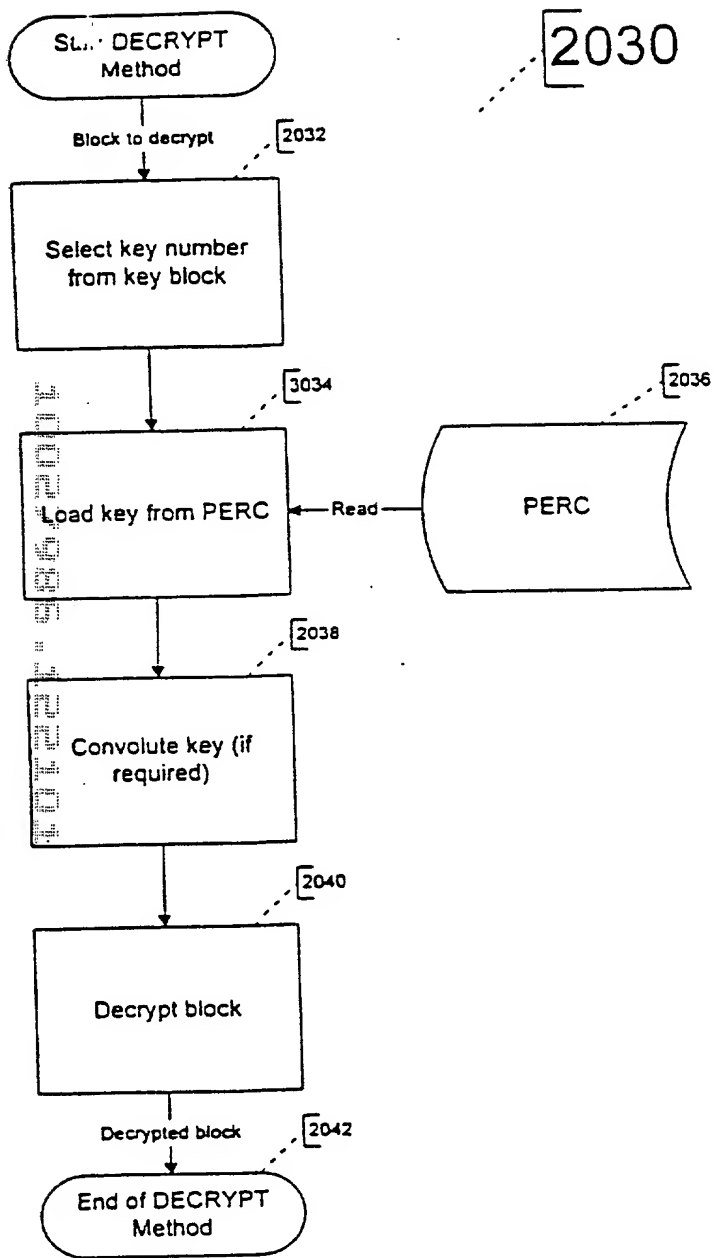 DECRYPT
Method
2030
Block to decrypt
2032
Select key number
from key block
3034
2036
Load key from PERC
Read
PERC
2038
Convolute key (if
required)
2040
Decrypt block
Decrypted block
2042
End of DECRYPT
Method